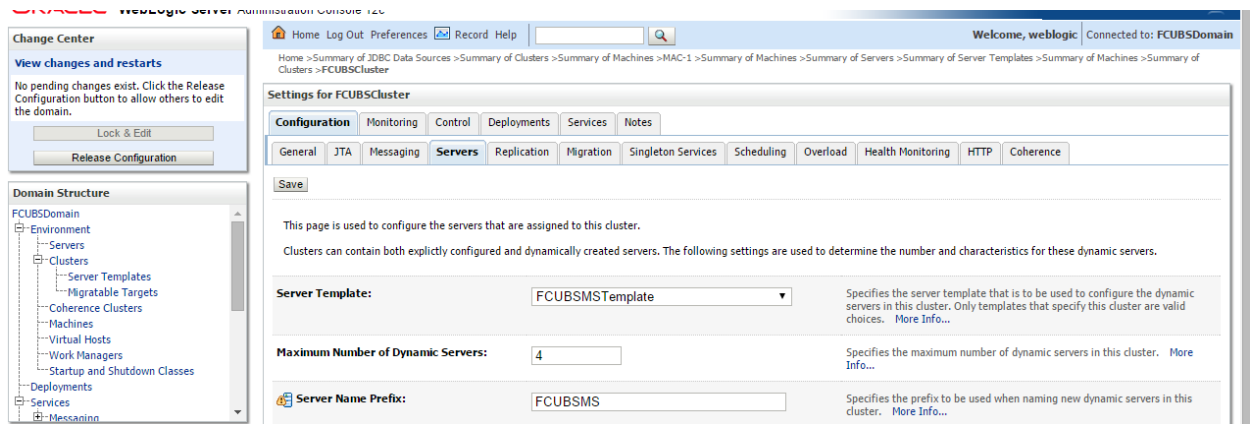 WebLogic Server Administration Console 12c
Change Center
View changes and restarts
No pending changes exist. Click the Release
Configuration button to allow others to edit
the domain.
Lock & Edit
Release Configuration
Domain Structure
FCUBSDomain
Environment
Servers
Clusters
Server Templates
Migratable Targets
Coherence Clusters
Machines
Virtual Hosts
Work Managers
Startup and Shutdown Classes
Deployments
Services
Messaging
Home Log Out Preferences Record Help
Welcome, weblogic Connected to: FCUBSDomain
Home >Summary of JDBC Data Sources >Summary of Clusters >Summary of Machines >MAC-1 >Summary of Machines >Summary of Servers >Summary of Server Templates >Summary of Machines >Summary of
Clusters >FCUBSCluster
Settings for FCUBSCluster
Configuration Monitoring Control Deployments Services Notes
General JTA Messaging Servers Replication Migration Singleton Services Scheduling Overload Health Monitoring HTTP Coherence
Save
This page is used to configure the servers that are assigned to this cluster.
Clusters can contain both explictly configured and dynamically created servers. The following settings are used to determine the number and characteristics for these dynamic servers.
Server Template: FCUBSMSTemplate Specifies the server template that is to be used to configure the dynamic
servers in this cluster. Only templates that specify this cluster are valid
choices. More Info...
Maximum Number of Dynamic Servers: 4 Specifies the maximum number of dynamic servers in this cluster. More
Info...
Server Name Prefix: FCUBSMS Specifies the prefix to be used when naming new dynamic servers in this
cluster. More Info...